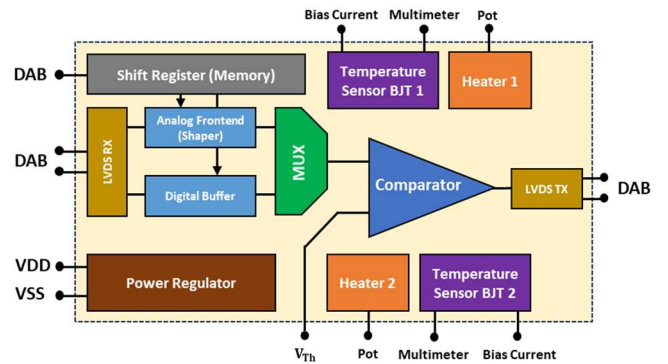 Bias Current Multimeter Pot
DAB
Shift Register (Memory)
Temperature
Sensor BJT 1
Heater 1
DAB
LVDS RX
Analog Frontend
(Shaper)
Digital Buffer
MUX
Comparator
LVDS TX
DAB
VDD
VSS
Power Regulator
Heater 2
Temperature
Sensor BJT 2
VTh
Pot
Multimeter
Bias Current